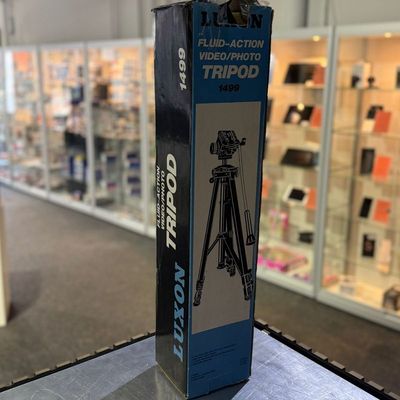 LUXON
FLUID-ACTION
VIDEO/PHOTO
TRIPOD
1499
1499
FLUID-ACTION
VIDEO/PHOTO
TRIPOD
LUXON